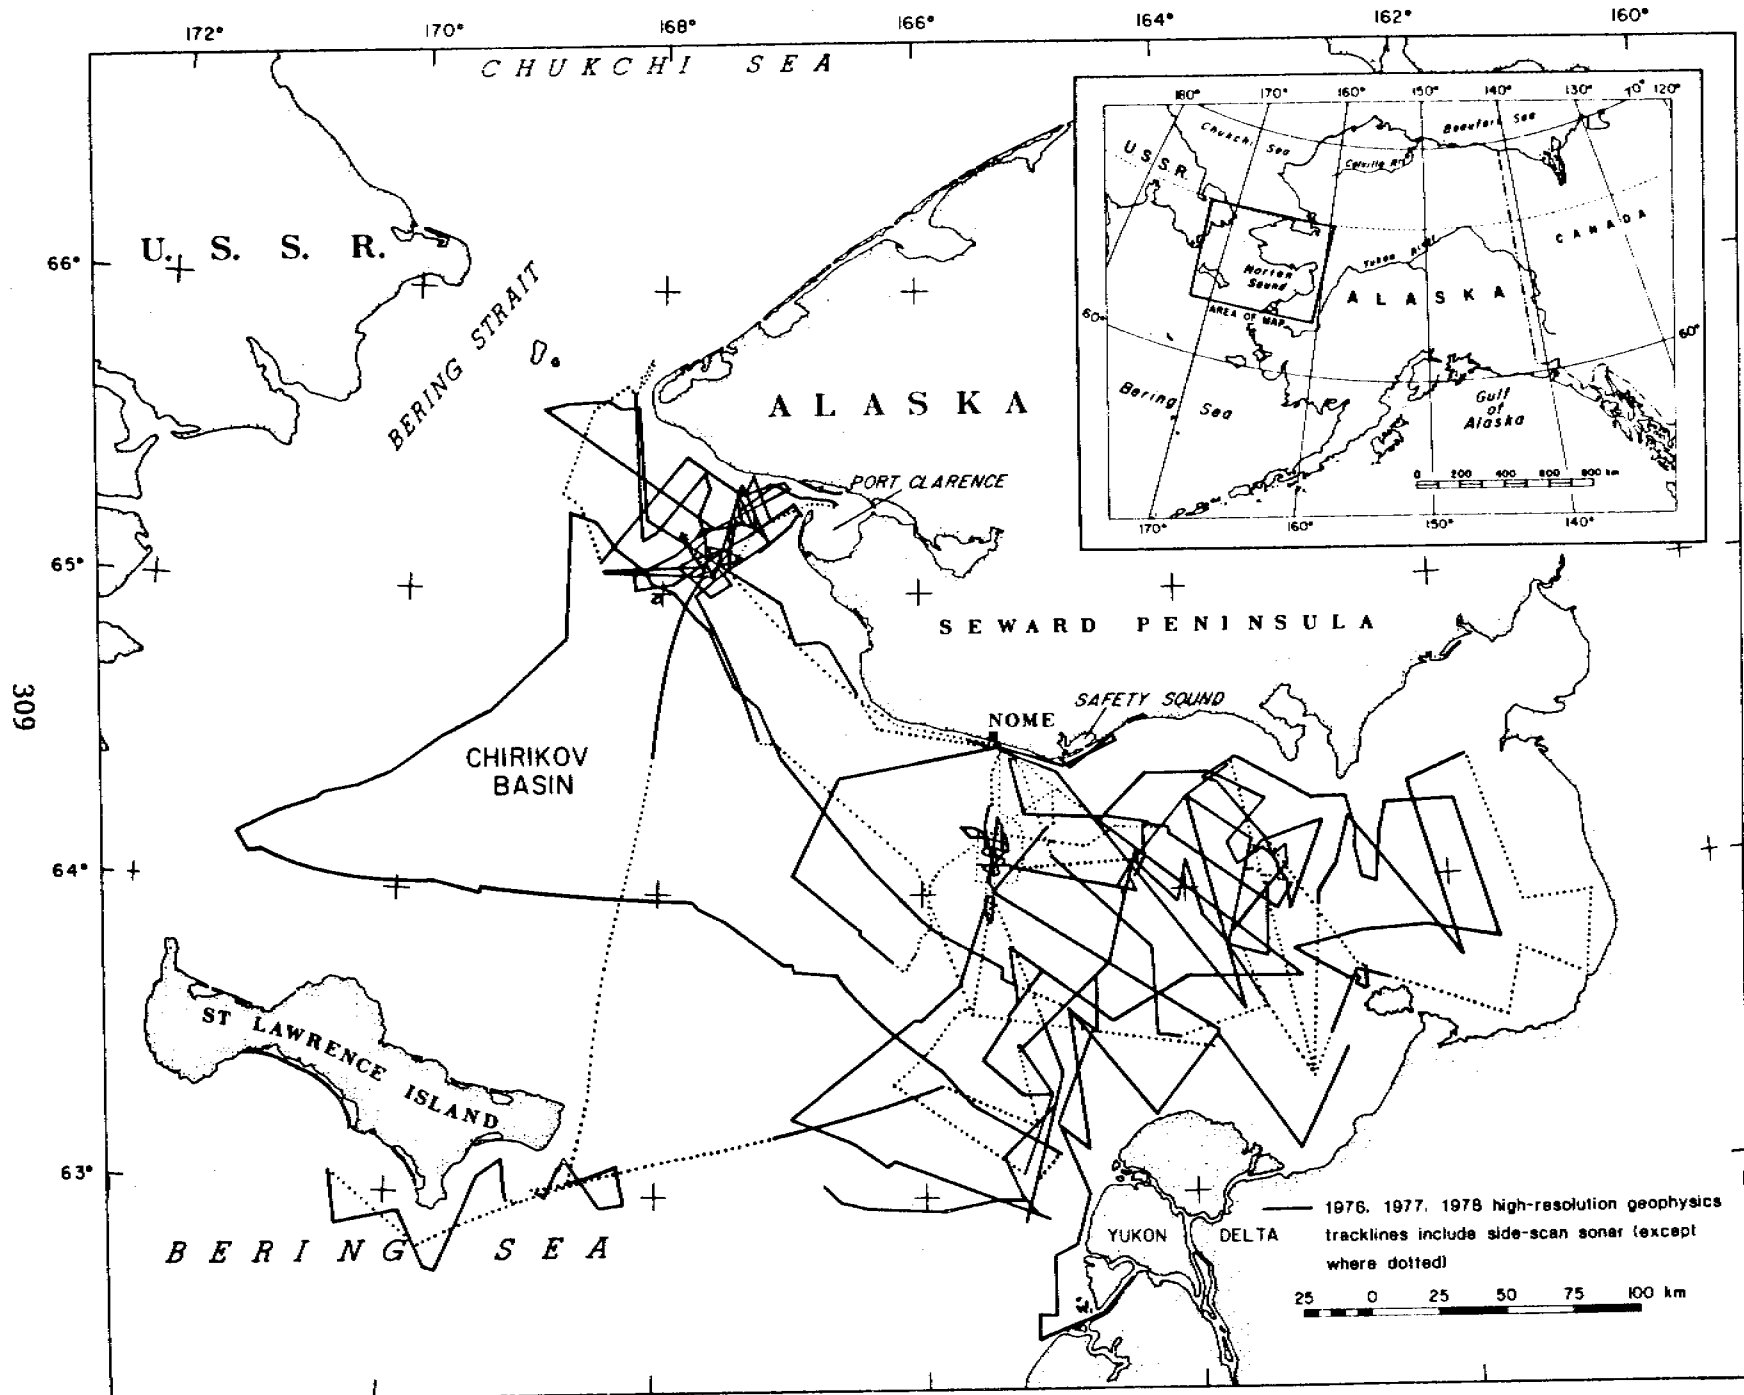 172° 170° 168° 166° 164° 162° 160°
CHUKCHI SEA
180° 170° 160° 150° 140° 130° 120°
Beaufort Sea
Chukchi Sea
Colville R.
U.S.S.R.
CANADA
Yukon River
Norton
Sound
ALASKA
AREA OF MAP
60° 60°
Bering Sea
Gulf
of
Alaska
0 200 400 600 800 km
170° 160° 150° 140°
66°
U. S. S. R.
BERING STRAIT
ALASKA
PORT CLARENCE
65°
SEWARD PENINSULA
309
SAFETY SOUND
NOME
CHIRIKOV
BASIN
64°
ST LAWRENCE ISLAND
63°
BERING SEA
YUKON DELTA
1976, 1977, 1978 high-resolution geophysics
tracklines include side-scan sonar (except
where dotted)
25 0 25 50 75 100 km